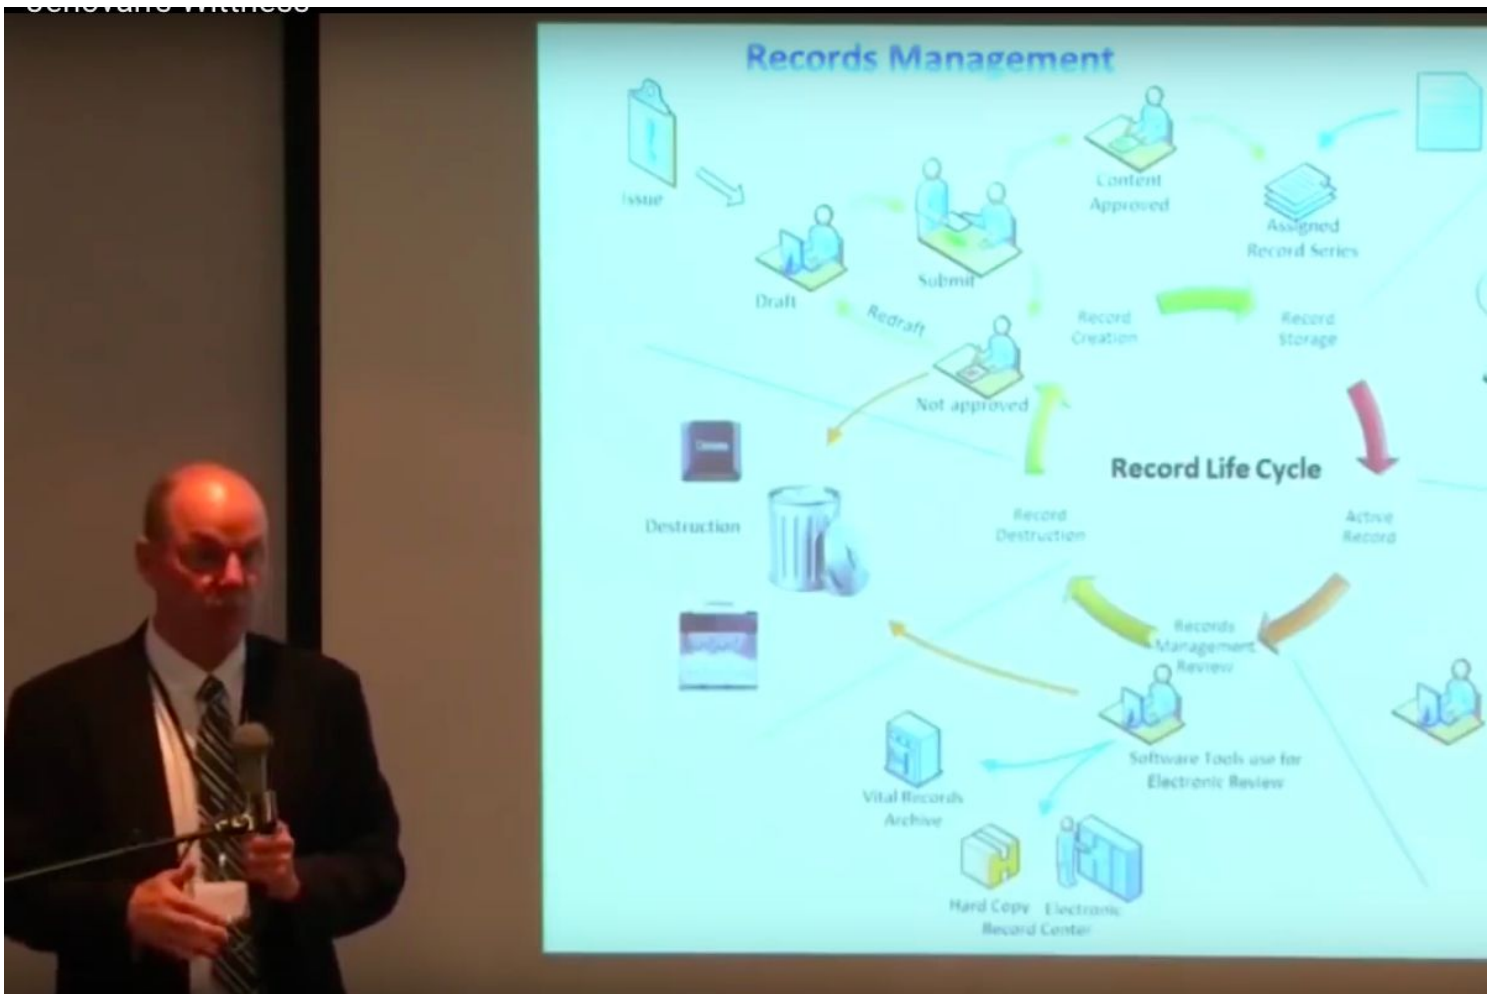 Records Management
Issue
Draft
Submit
Content
Approved
Assigned
Record Series
Redraft
Not approved
Record
Creation
Record
Storage
Record Life Cycle
Destruction
Record
Destruction
Active
Record
Records
Management
Review
Software Tools use for
Electronic Review
Vital Records
Archive
Hard Copy
Electronic
Record Center